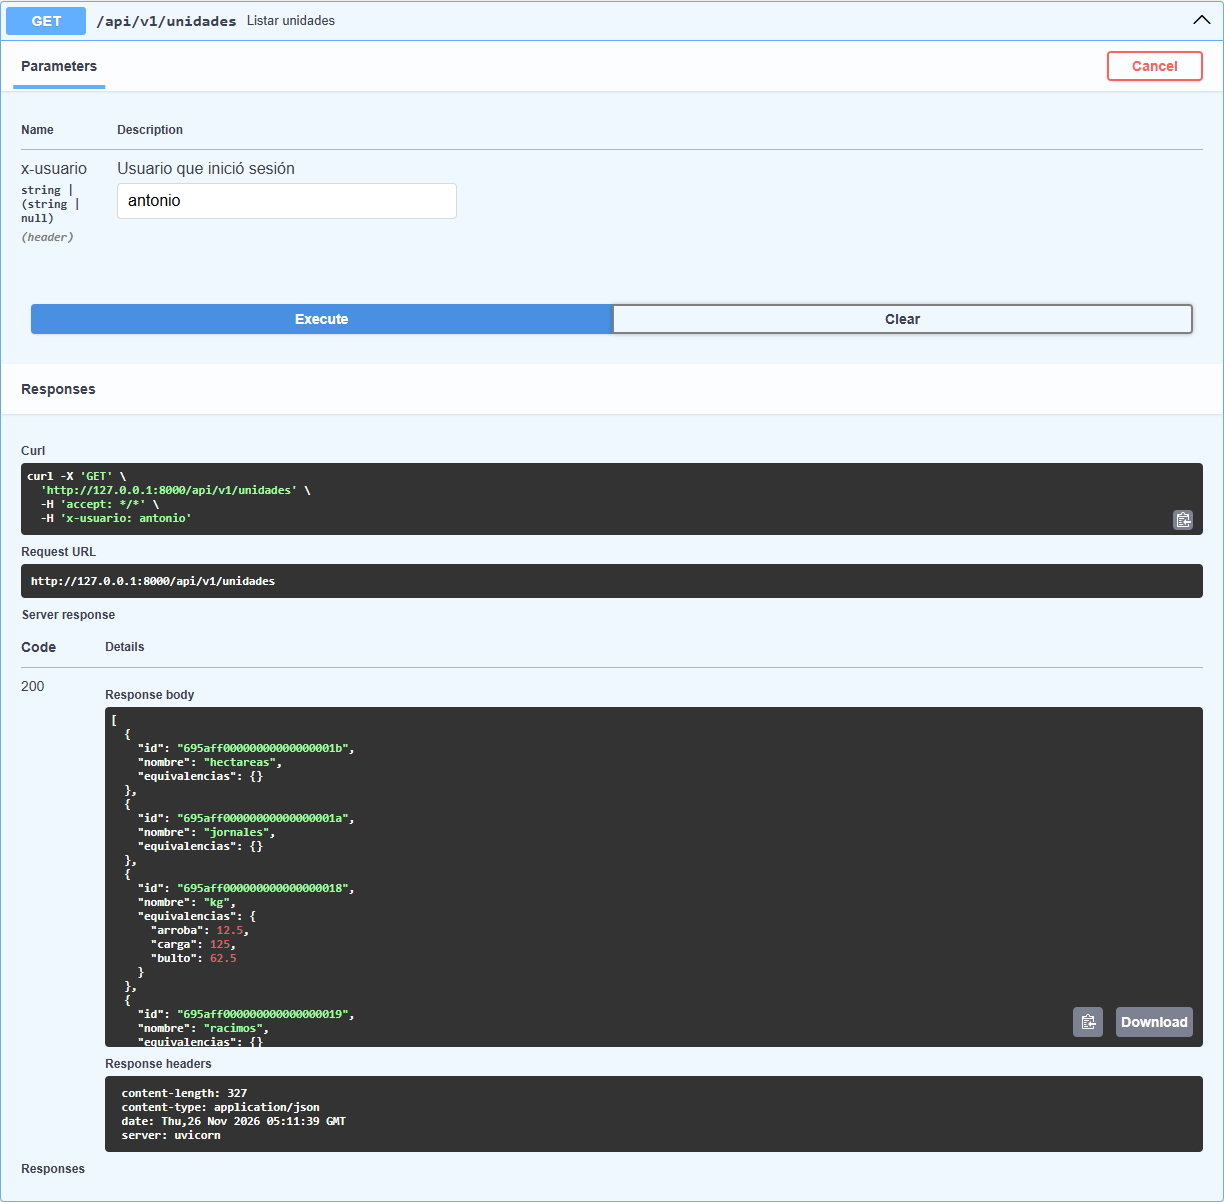 GET /api/v1/unidades Listar unidades
Parameters
Cancel
Name Description
x-usuario Usuario que inició sesión
string |
(string |
null)
(header)
antonio
Execute Clear
Responses
Curl
curl -X 'GET' \
'http://127.0.0.1:8000/api/v1/unidades' \
-H 'accept: */*' \
-H 'x-usuario: antonio'
Request URL
http://127.0.0.1:8000/api/v1/unidades
Server response
Code Details
200
Response body
[
{
"id": "695aff00000000000000001b",
"nombre": "hectareas",
"equivalencias": {}
},
{
"id": "695aff00000000000000001a",
"nombre": "jornales",
"equivalencias": {}
},
{
"id": "695aff000000000000000018",
"nombre": "kg",
"equivalencias": {
"arroba": 12.5,
"carga": 125,
"bulto": 62.5
}
},
{
"id": "695aff000000000000000019",
"nombre": "racimos",
"equivalencias": {}
Download
Response headers
content-length: 327
content-type: application/json
date: Thu,26 Nov 2026 05:11:39 GMT
server: uvicorn
Responses